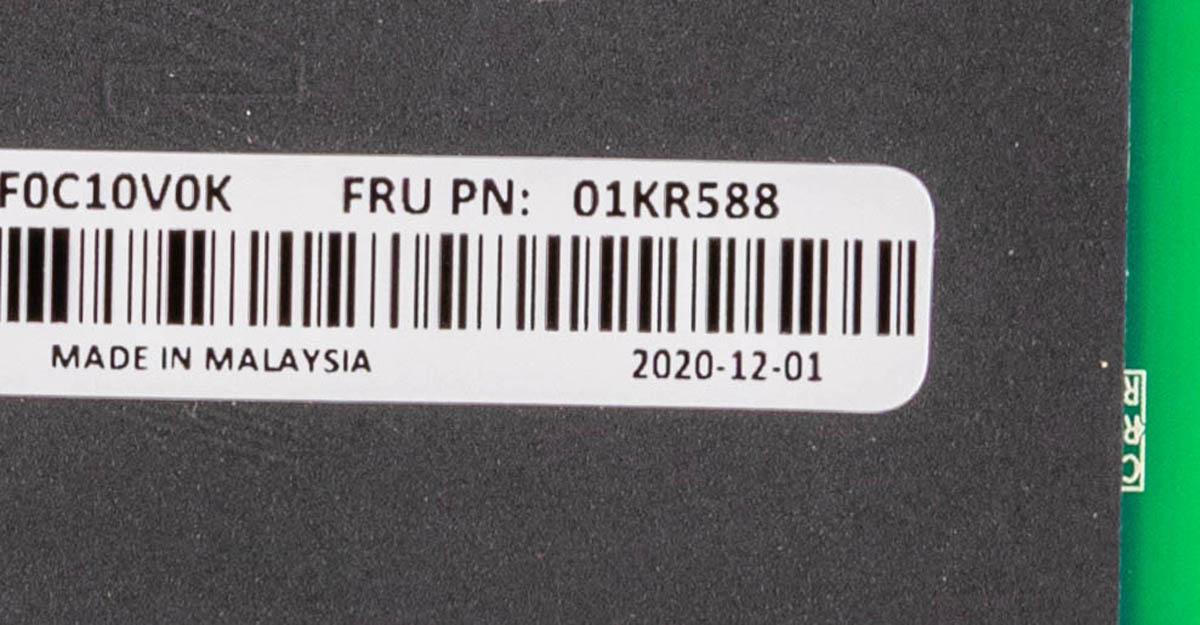 F0C10V0K FRU PN: 01KR588
MADE IN MALAYSIA 2020-12-01